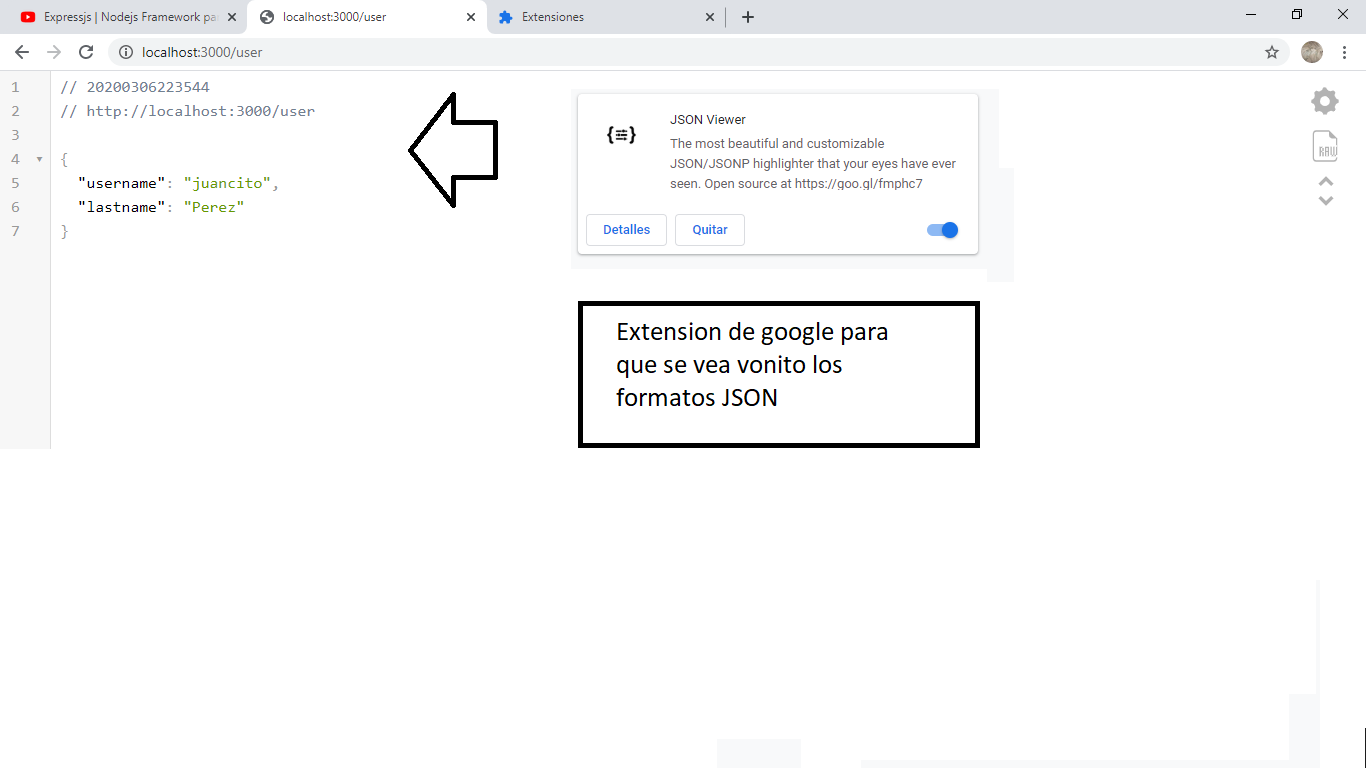 Expressjs | Nodejs Framework pa
localhost:3000/user
Extensiones
localhost:3000/user
1 // 20200306223544
2 // http://localhost:3000/user
3
4 {
5 "username": "juancito",
6 "lastname": "Perez"
7 }
JSON Viewer
The most beautiful and customizable
JSON/JSONP highlighter that your eyes have ever
seen. Open source at https://goo.gl/fmphc7
Detalles
Quitar
RAW
Extension de google para
que se vea vonito los
formatos JSON